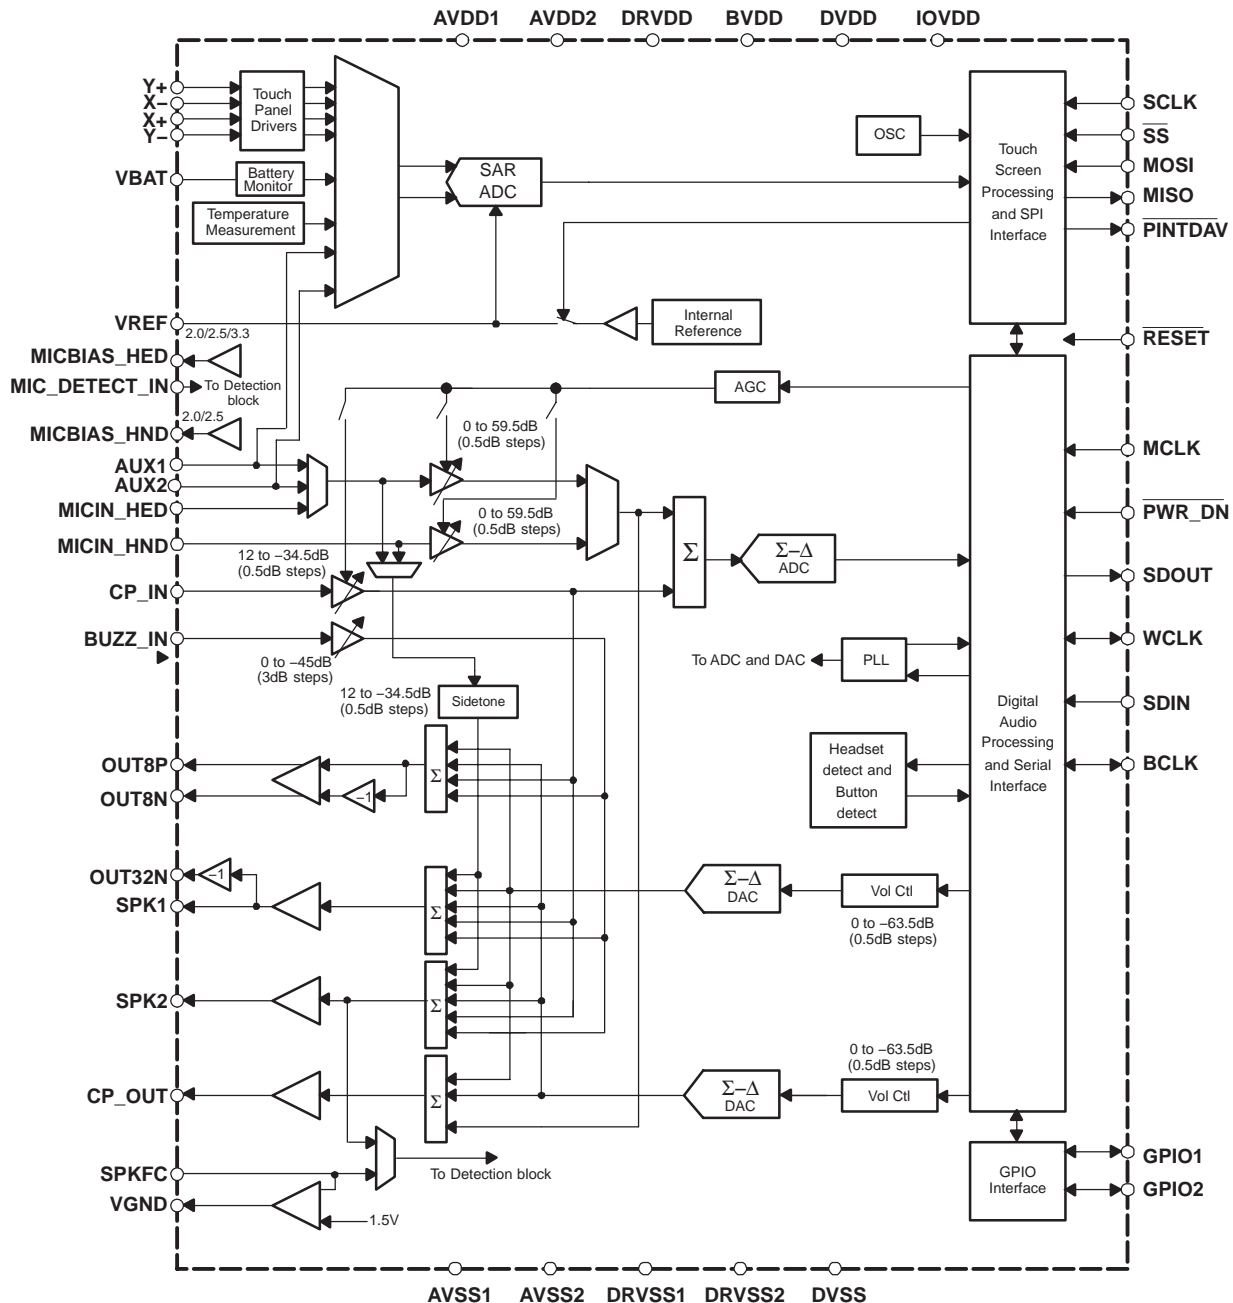 AVDD1 AVDD2 DRVDD BVDD DVDD IOVDD
Y+
X−
X+
Y−
Touch
Panel
Drivers
VBAT
Battery
Monitor
Temperature
Measurement
SAR
ADC
OSC
Touch
Screen
Processing
and SPI
Interface
SCLK
SS
MOSI
MISO
PINTDAV
VREF
Internal
Reference
RESET
2.0/2.5/3.3
MICBIAS_HED
MIC_DETECT_IN
To Detection
block
2.0/2.5
MICBIAS_HND
AGC
0 to 59.5dB
(0.5dB steps)
AUX1
AUX2
MICIN_HED
MICIN_HND
0 to 59.5dB
(0.5dB steps)
12 to −34.5dB
(0.5dB steps)
CP_IN
Σ
Σ−Δ
ADC
MCLK
PWR_DN
SDOUT
BUZZ_IN
0 to −45dB
(3dB steps)
12 to −34.5dB
(0.5dB steps)
Sidetone
To ADC and DAC
PLL
WCLK
Digital
Audio
Processing
and Serial
Interface
SDIN
BCLK
Headset
detect and
Button
detect
OUT8P
OUT8N
−1
Σ
OUT32N
−1
SPK1
Σ
Σ−Δ
DAC
Vol Ctl
0 to −63.5dB
(0.5dB steps)
SPK2
Σ
0 to −63.5dB
(0.5dB steps)
CP_OUT
Σ
Σ−Δ
DAC
Vol Ctl
SPKFC
To Detection block
VGND
1.5V
GPIO
Interface
GPIO1
GPIO2
AVSS1 AVSS2 DRVSS1 DRVSS2 DVSS